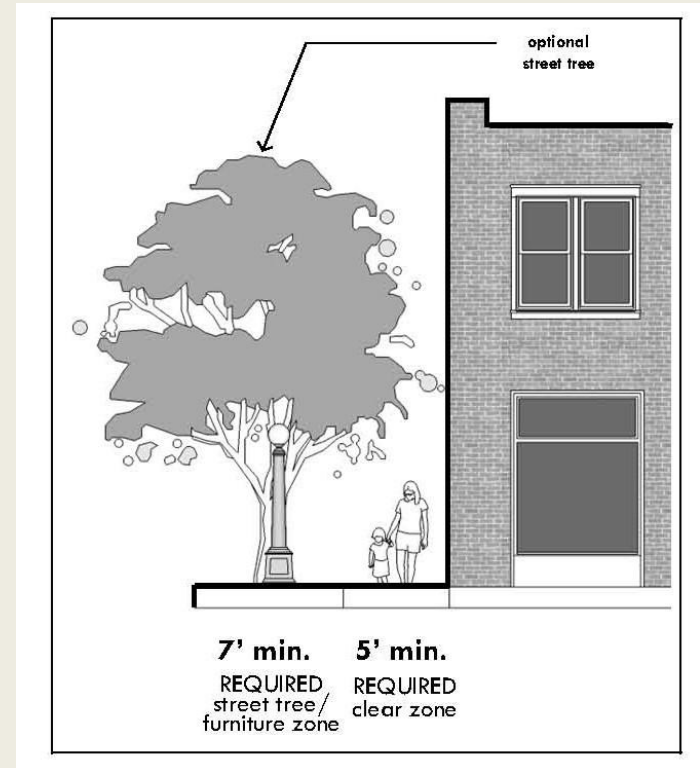 optional
street tree
7’ min.
REQUIRED
street tree/
furniture zone
5’ min.
REQUIRED
clear zone